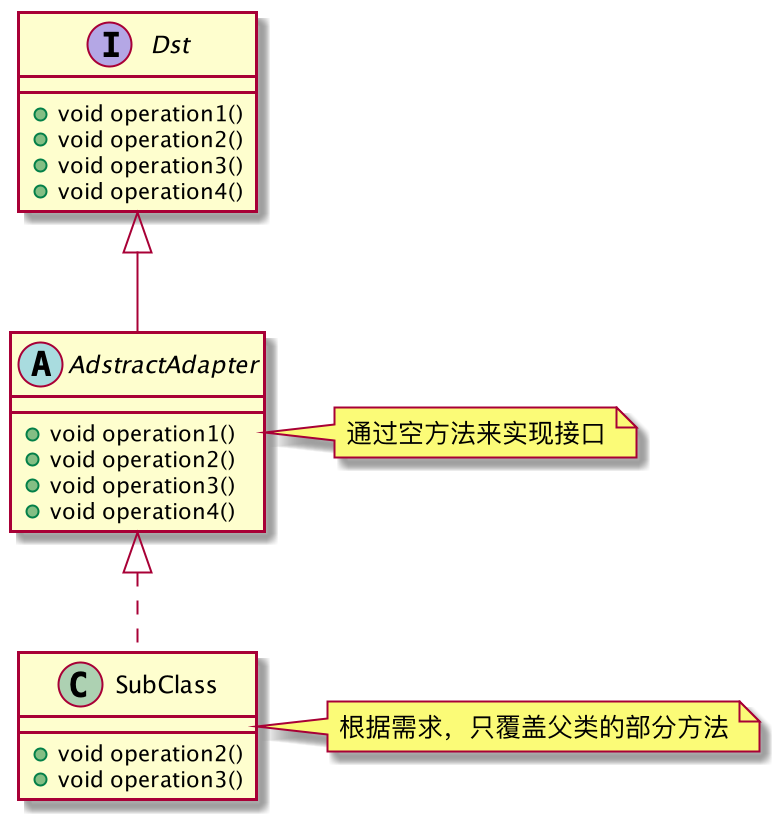 I Dst
void operation1()
void operation2()
void operation3()
void operation4()
A AdstractAdapter
void operation1()
void operation2()
void operation3()
void operation4()
通过空方法来实现接口
C SubClass
void operation2()
void operation3()
根据需求，只覆盖父类的部分方法